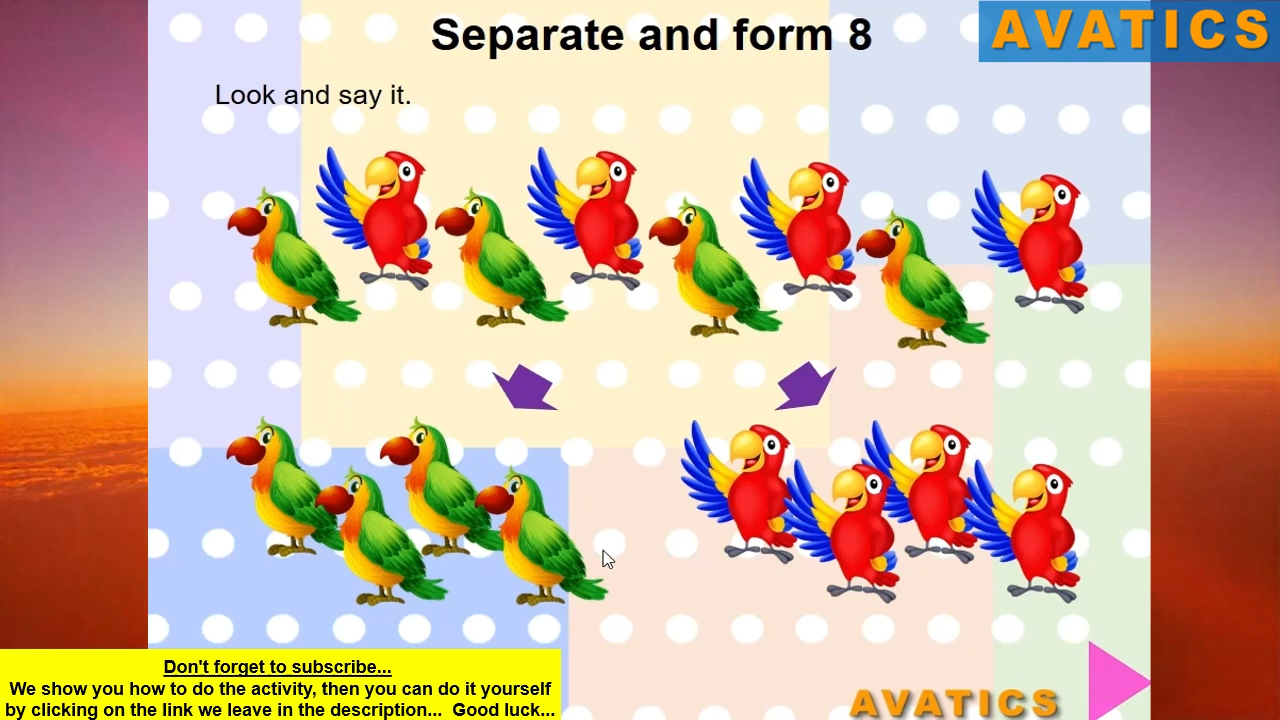 Separate and form 8
AVATICS
Look and say it.
Don't forget to subscribe...
We show you how to do the activity, then you can do it yourself
by clicking on the link we leave in the description... Good luck...
AVATICS